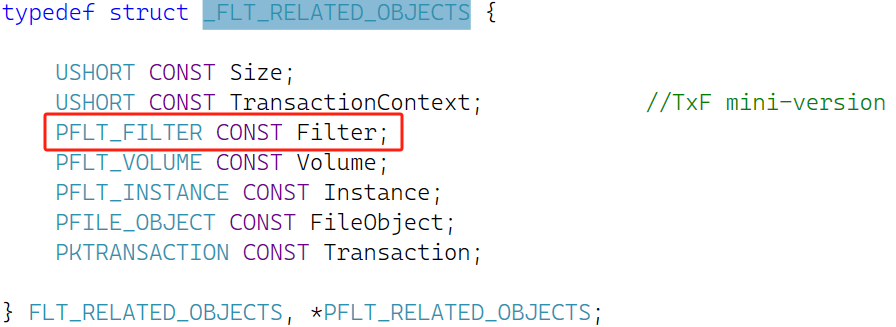 typedef struct _FLT_RELATED_OBJECTS {
USHORT CONST Size;
USHORT CONST TransactionContext; //TxF mini-version
PFLT_FILTER CONST Filter;
PFLT_VOLUME CONST Volume;
PFLT_INSTANCE CONST Instance;
PFILE_OBJECT CONST FileObject;
PKTRANSACTION CONST Transaction;
} FLT_RELATED_OBJECTS, *PFLT_RELATED_OBJECTS;